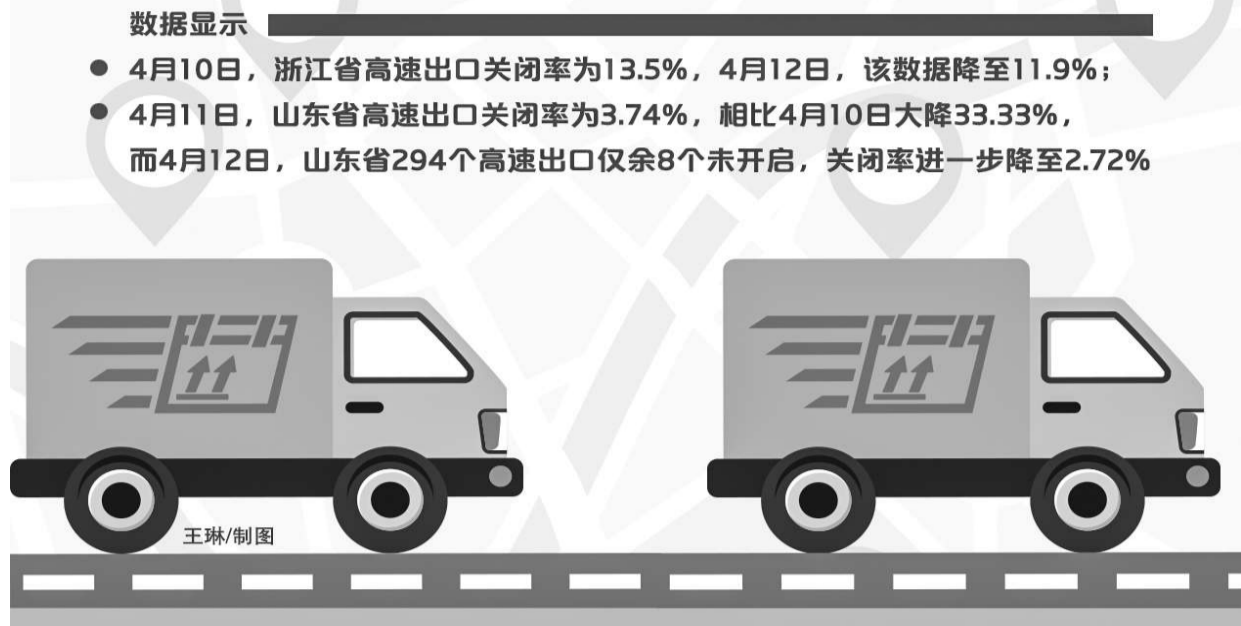 数据显示
● 4月10日，浙江省高速出口关闭率为13.5%，4月12日，该数据降至11.9%；
● 4月11日，山东省高速出口关闭率为3.74%，相比4月10日大降33.33%，
而4月12日，山东省294个高速出口仅余8个未开启，关闭率进一步降至2.72%
王琳/制图